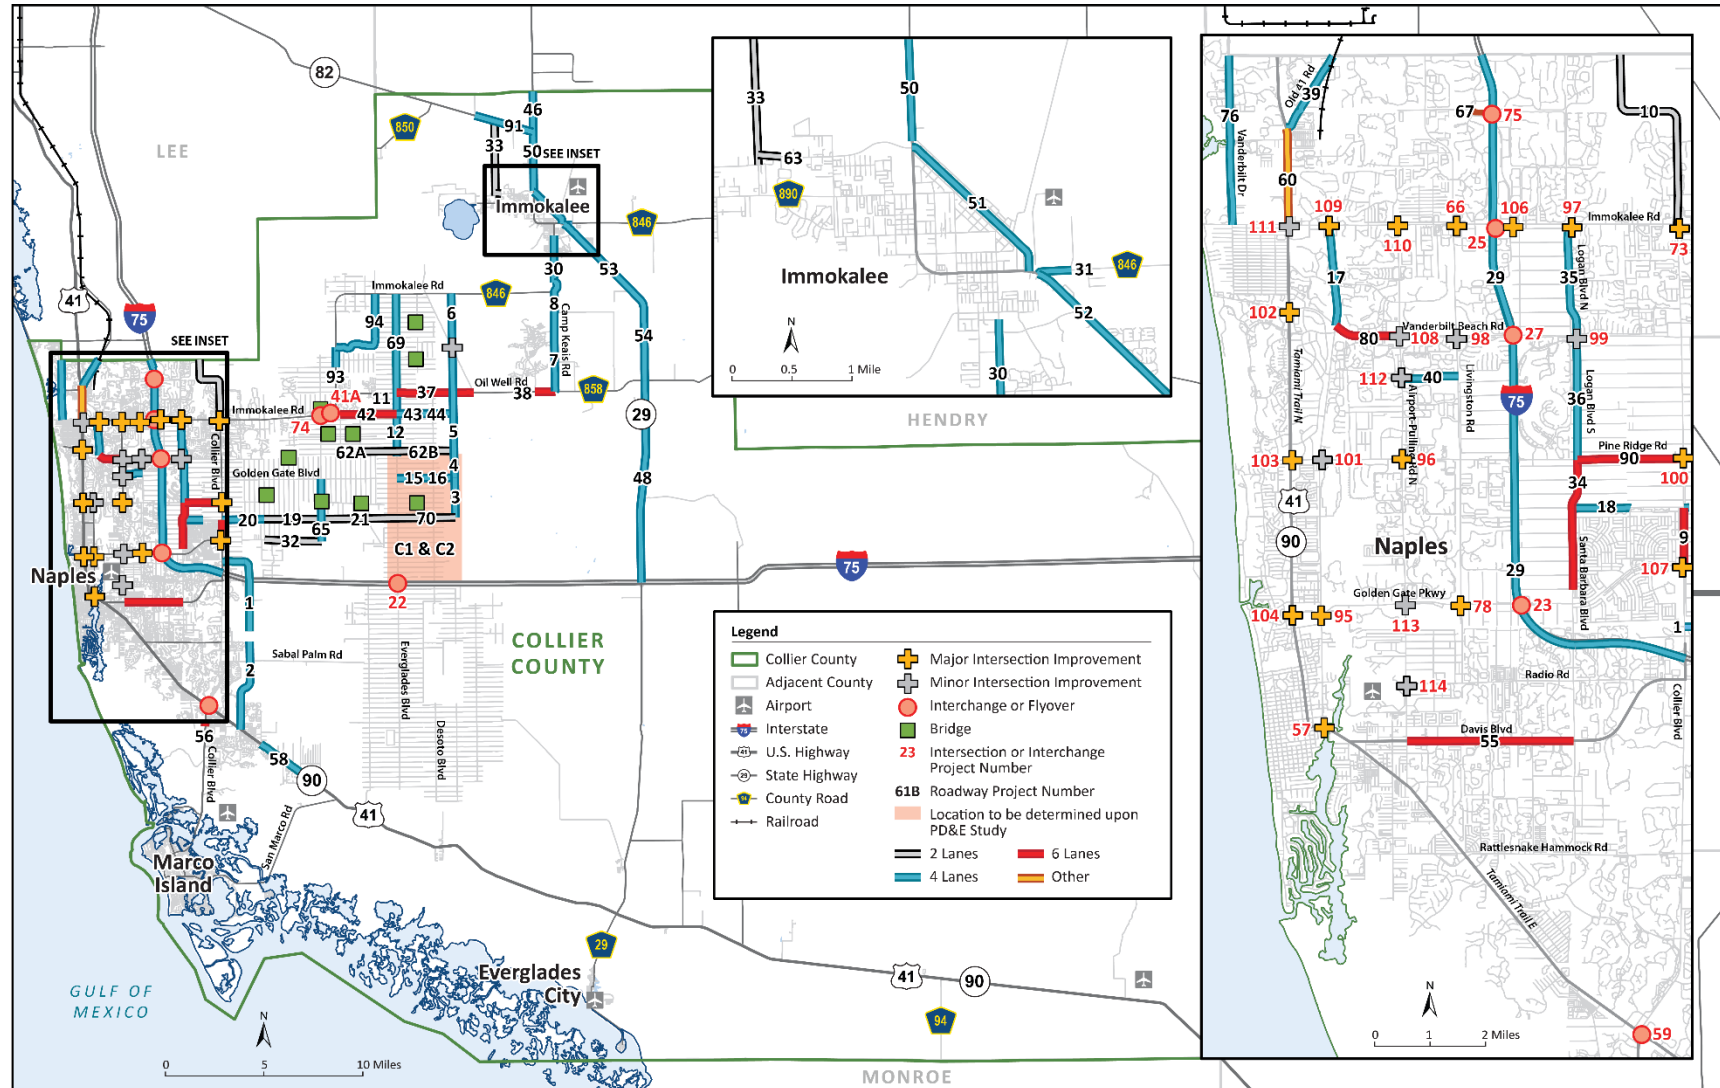 LEE
82
850
46
91
33
50
SEE INSET
Immokalee
846
30
53
41
75
SEE INSET
Immokalee Rd
846
8
Camp Keais Rd
94
69
6
54
7
93
Oil Well Rd
858
37
38
41A
11
Immokalee Rd
42
43
44
74
29
12
5
62A
62B
Collier Blvd
Golden Gate Blvd
4
15
16
48
3
20
19
21
70
65
32
C1 & C2
Naples
75
22
1
COLLIER
COUNTY
Sabal Palm Rd
2
Everglades Blvd
Desoto Blvd
56
Collier Blvd
58
90
41
San Marco Rd
Marco
Island
29
Everglades
City
41
90
94
GULF OF
MEXICO
N
0
5
10 Miles
MONROE
HENDRY
33
50
63
890
51
Immokalee
31
846
52
30
N
0
0.5
1 Mile
Legend
Collier County
Adjacent County
Airport
75
Interstate
41
U.S. Highway
29
State Highway
County Road
Railroad
Major Intersection Improvement
Minor Intersection Improvement
Interchange or Flyover
Bridge
23
Intersection or Interchange
Project Number
61B
Roadway Project Number
Location to be determined upon
PD&E Study
2 Lanes
6 Lanes
4 Lanes
Other
Old 41 Rd
39
76
Vanderbilt Dr
67
75
10
60
109
66
106
97
Immokalee Rd
111
110
25
73
17
29
35
Logan Blvd N
102
Vanderbilt Beach Rd
27
80
108
98
99
Tamiami Trail N
112
40
Livingston Rd
Airport-Pulling Rd N
75
36
Logan Blvd S
Pine Ridge Rd
90
103
101
96
100
41
34
18
90
Naples
9
Santa Barbara Blvd
107
29
Golden Gate Pkwy
104
95
113
78
23
1
Radio Rd
114
Collier Blvd
57
Davis Blvd
55
Rattlesnake Hammock Rd
Tamiami Trail E
N
0
1
2 Miles
59